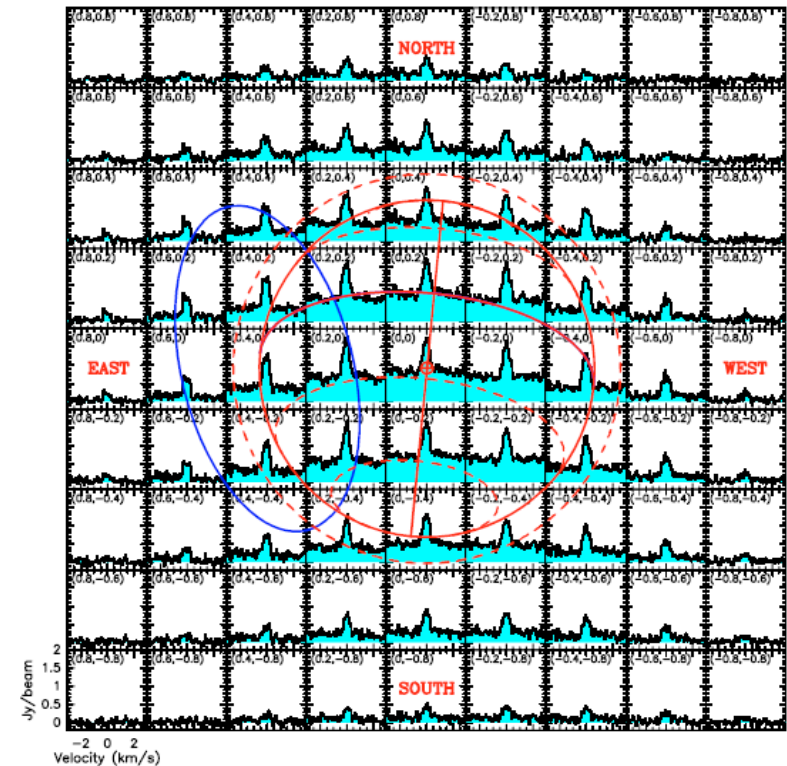 (0.8,0.8) (0.6,0.8) (0.4,0.8) (0.2,0.8) (0,0.8) (-0.2,0.8) (-0.4,0.8) (-0.6,0.8) (-0.8,0.8)
NORTH
(0.8,0.6) (0.6,0.6) (0.4,0.6) (0.2,0.6) (0,0.6) (-0.2,0.6) (-0.4,0.6) (-0.6,0.6) (-0.8,0.6)
(0.8,0.4) (0.6,0.4) (0.4,0.4) (0.2,0.4) (0,0.4) (-0.2,0.4) (-0.4,0.4) (-0.6,0.4) (-0.8,0.4)
(0.8,0.2) (0.6,0.2) (0.4,0.2) (0.2,0.2) (0,0.2) (-0.2,0.2) (-0.4,0.2) (-0.6,0.2) (-0.8,0.2)
(0.8,0) (0.6,0) (0.4,0) (0.2,0) (0,0) (-0.2,0) (-0.4,0) (-0.6,0) (-0.8,0)
EAST WEST
(0.8,-0.2) (0.6,-0.2) (0.4,-0.2) (0.2,-0.2) (0,-0.2) (-0.2,-0.2) (-0.4,-0.2) (-0.6,-0.2) (-0.8,-0.2)
(0.8,-0.4) (0.6,-0.4) (0.4,-0.4) (0.2,-0.4) (0,-0.4) (-0.2,-0.4) (-0.4,-0.4) (-0.6,-0.4) (-0.8,-0.4)
(0.8,-0.6) (0.6,-0.6) (0.4,-0.6) (0.2,-0.6) (0,-0.6) (-0.2,-0.6) (-0.4,-0.6) (-0.6,-0.6) (-0.8,-0.6)
(0.8,-0.8) (0.6,-0.8) (0.4,-0.8) (0.2,-0.8) (0,-0.8) (-0.2,-0.8) (-0.4,-0.8) (-0.6,-0.8) (-0.8,-0.8)
SOUTH
Jy/beam
2
1.5
1
0.5
0
−2 0 2
Velocity (km/s)